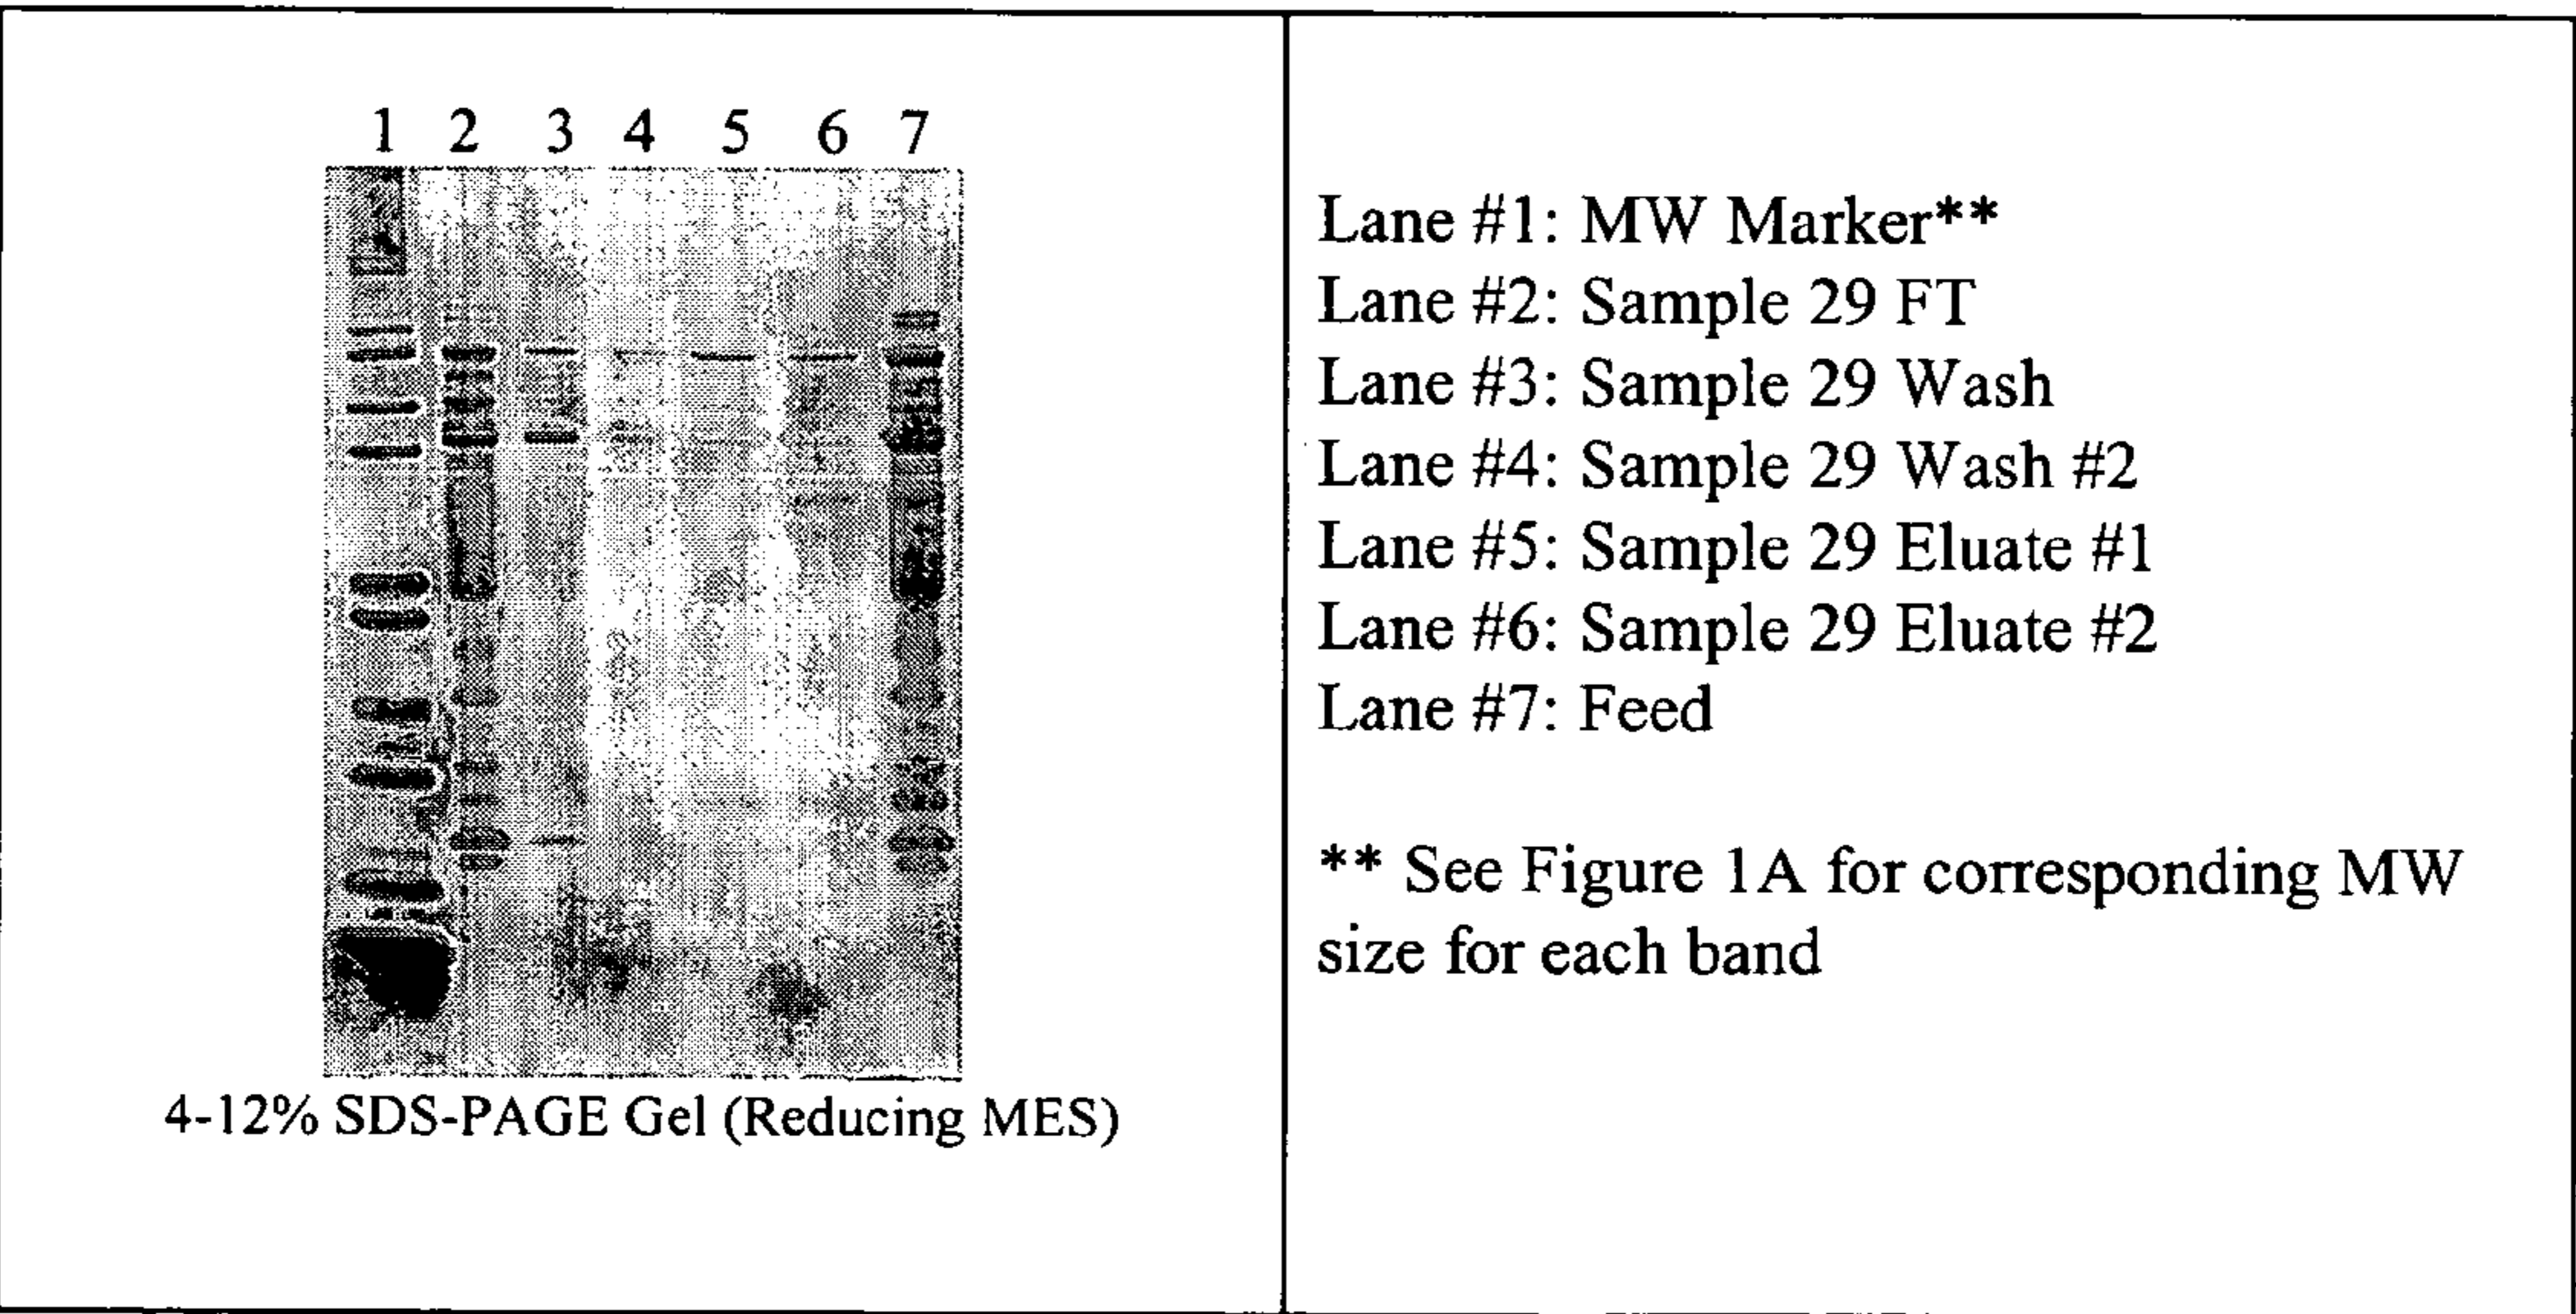 1 2 3 4 5 6 7
4-12% SDS-PAGE Gel (Reducing MES)
Lane #1: MW Marker**
Lane #2: Sample 29 FT
Lane #3: Sample 29 Wash
Lane #4: Sample 29 Wash #2
Lane #5: Sample 29 Eluate #1
Lane #6: Sample 29 Eluate #2
Lane #7: Feed
** See Figure 1A for corresponding MW
size for each band